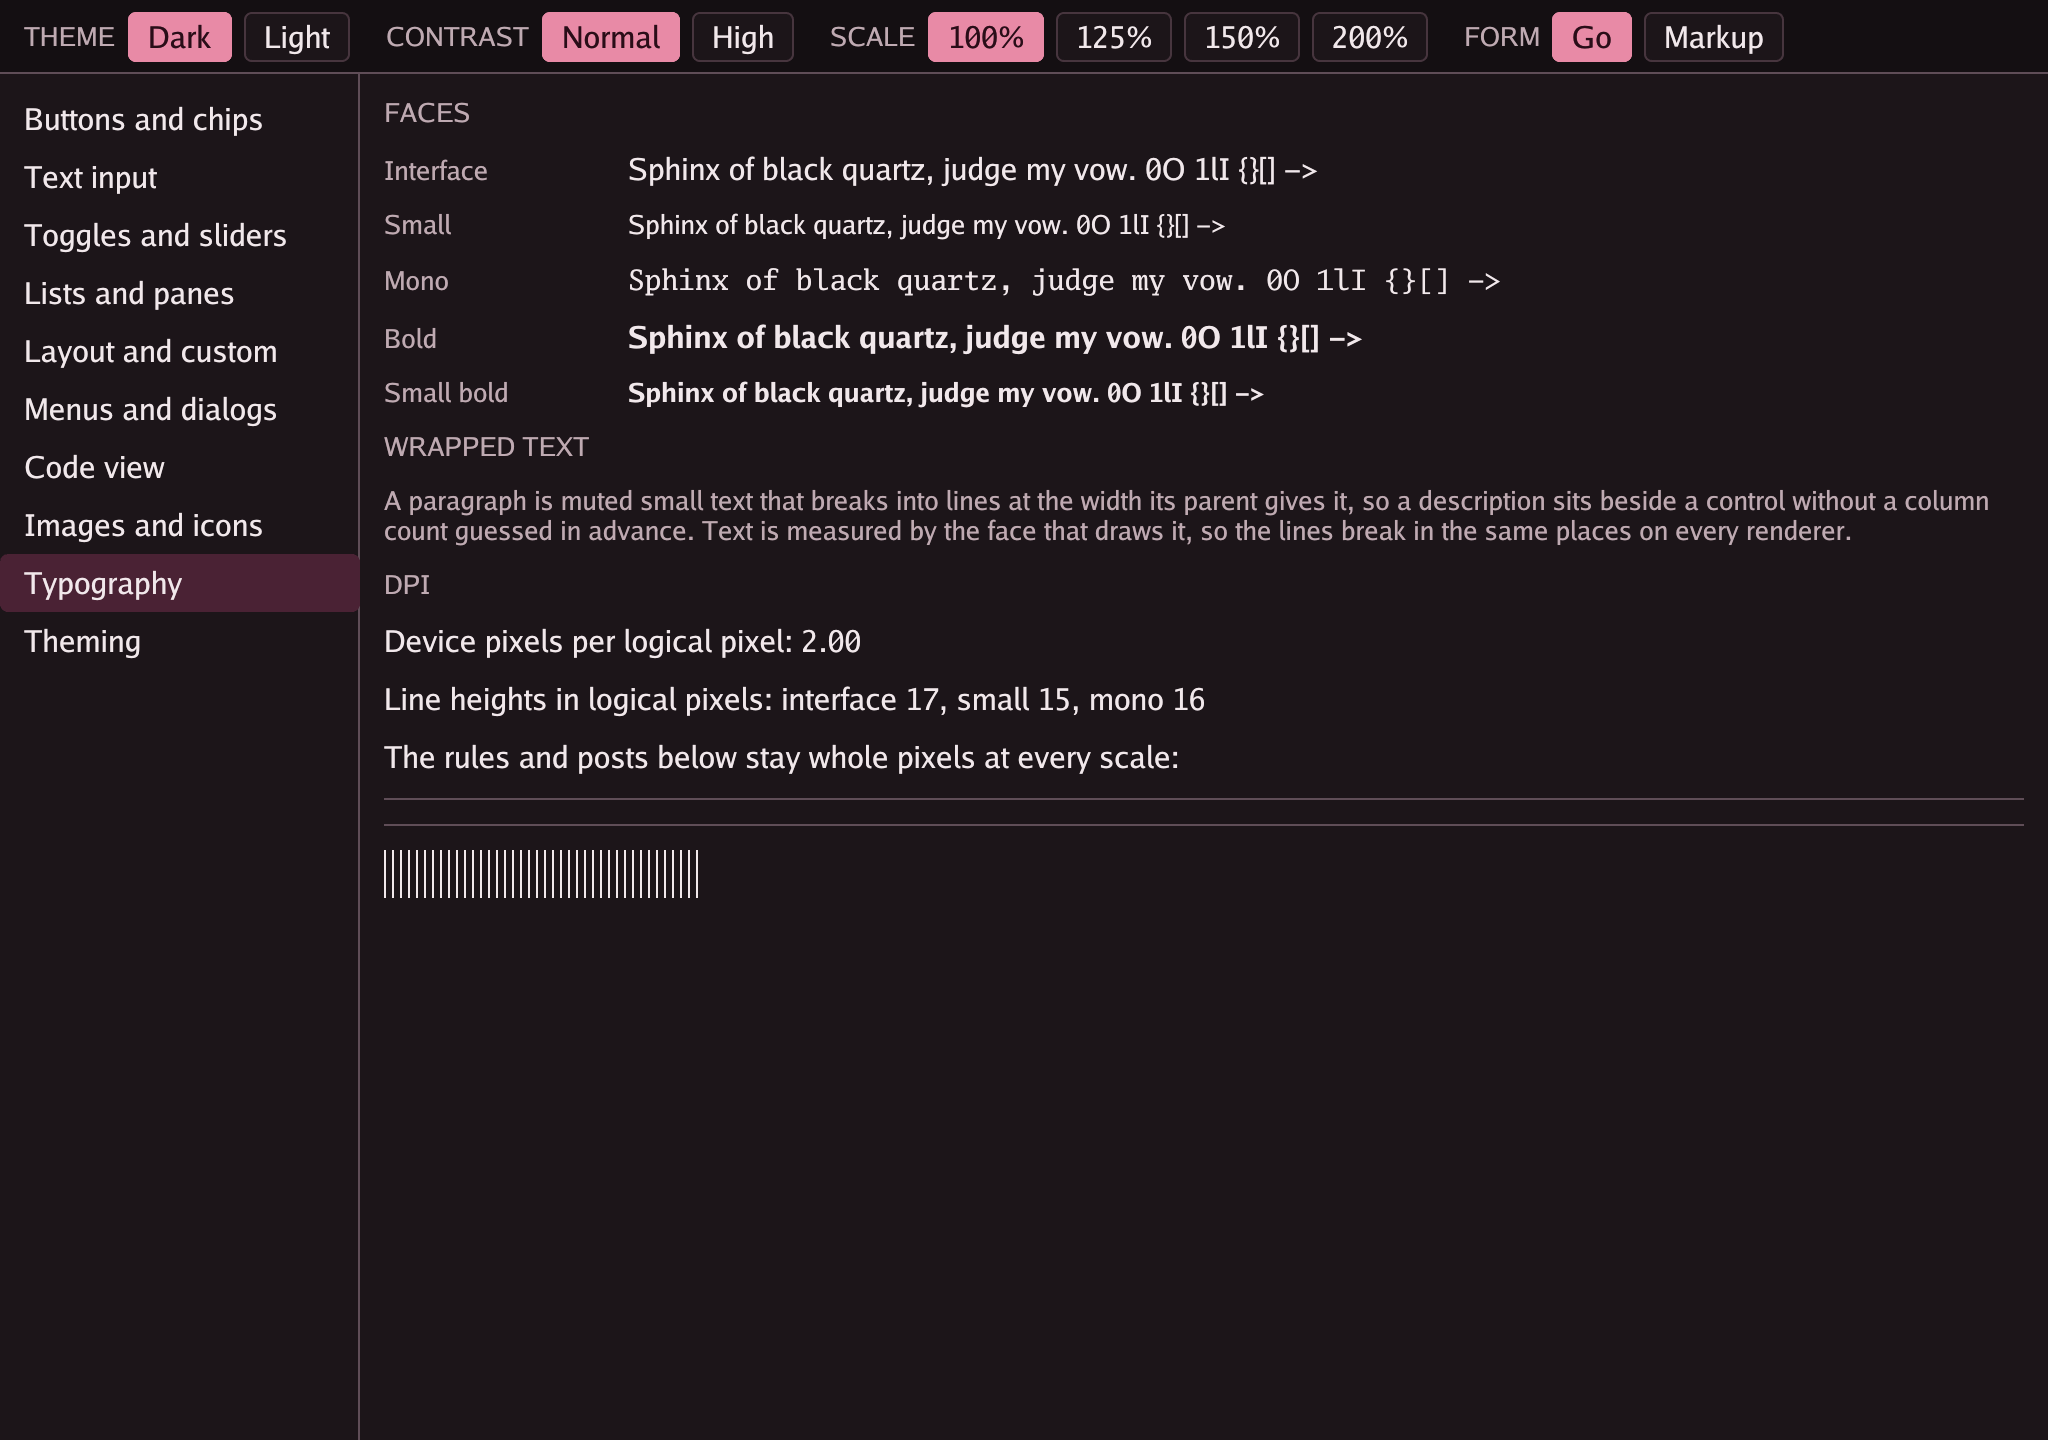 THEME Dark Light CONTRAST Normal High SCALE 100% 125% 150% 200% FORM Go Markup
Buttons and chips
Text input
Toggles and sliders
Lists and panes
Layout and custom
Menus and dialogs
Code view
Images and icons
Typography
Theming
FACES
Interface Sphinx of black quartz, judge my vow. 0O 1lI {}[] ->
Small Sphinx of black quartz, judge my vow. 0O 1lI {}[] ->
Mono Sphinx of black quartz, judge my vow. 0O 1lI {}[] ->
Bold Sphinx of black quartz, judge my vow. 0O 1lI {}[] ->
Small bold Sphinx of black quartz, judge my vow. 0O 1lI {}[] ->
WRAPPED TEXT
A paragraph is muted small text that breaks into lines at the width its parent gives it, so a description sits beside a control without a column
count guessed in advance. Text is measured by the face that draws it, so the lines break in the same places on every renderer.
DPI
Device pixels per logical pixel: 2.00
Line heights in logical pixels: interface 17, small 15, mono 16
The rules and posts below stay whole pixels at every scale: